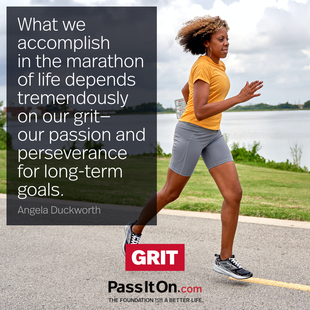 What we
accomplish
in the marathon
of life depends
tremendously
on our grit–
our passion and
perseverance
for long-term
goals.
Angela Duckworth
GRIT
PassItOn.com
THE FOUNDATION FOR A BETTER LIFE.